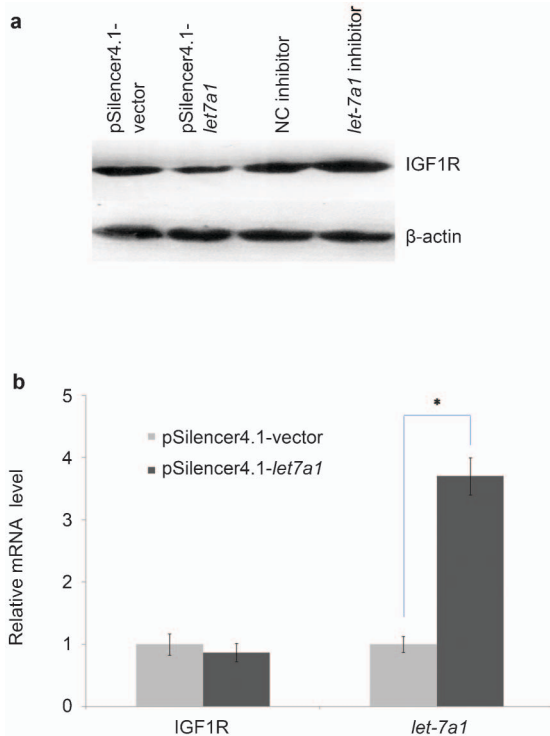 a
pSilencer4.1-
vector
pSilencer4.1-
let7a1
NC inhibitor
let-7a1 inhibitor
IGF1R
β-actin
b
5
4
3
2
1
0
Relative mRNA level
pSilencer4.1-vector
pSilencer4.1-let7a1
*
IGF1R
let-7a1